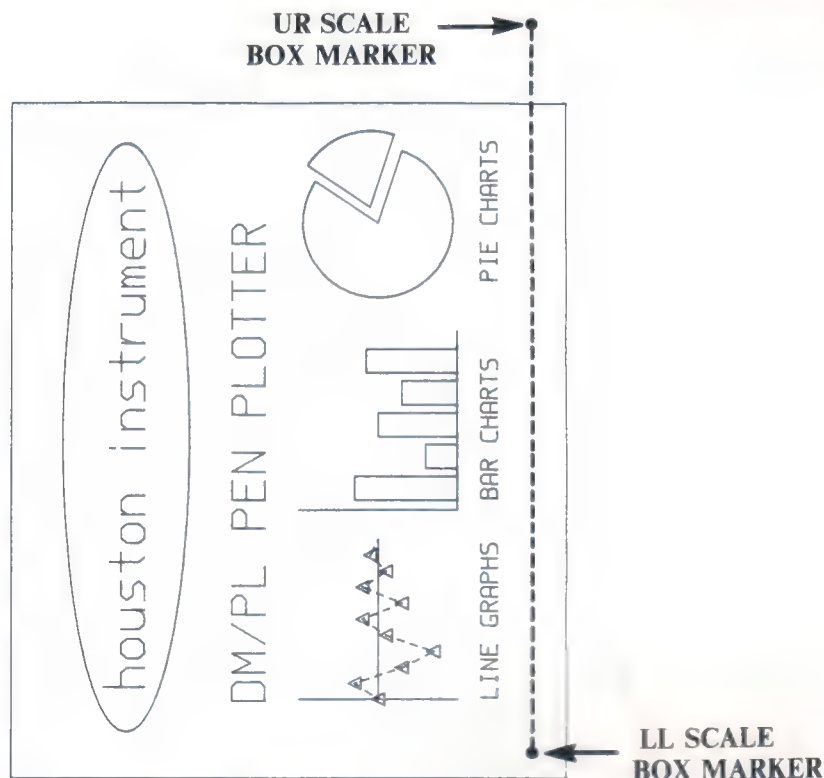 UR SCALE
BOX MARKER
houston instrument
DM/PL PEN PLOTTER
LINE GRAPHS
BAR CHARTS
PIE CHARTS
LL SCALE
BOX MARKER